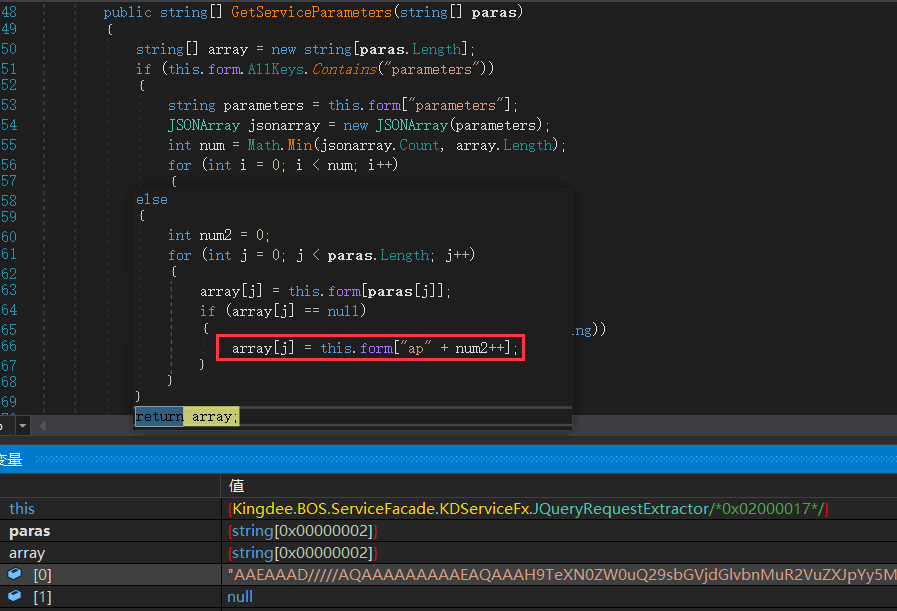 48 public string[] GetServiceParameters(string[] paras)
49 {
50 string[] array = new string[paras.Length];
51 if (this.form.AllKeys.Contains("parameters"))
52 {
53 string parameters = this.form["parameters"];
54 JSONArray jsonarray = new JSONArray(parameters);
55 int num = Math.Min(jsonarray.Count, array.Length);
56 for (int i = 0; i < num; i++)
57 {
58 else
59 {
60 int num2 = 0;
61 for (int j = 0; j < paras.Length; j++)
62 {
63 array[j] = this.form[paras[j]];
64 if (array[j] == null)
65 { ng))
66 array[j] = this.form["ap" + num2++];
67 }
68 }
69 }
return array;
变量
值
this {Kingdee.BOS.ServiceFacade.KDServiceFx.JQueryRequestExtractor/*0x02000017*/}
paras {string[0x00000002]}
array {string[0x00000002]}
[0] "AAEAAAD/////AQAAAAAAAAAEAQAAAH9TeXN0ZW0uQ29sbGVjdGlvbnMuR2VuZXJpYy5M
[1] null